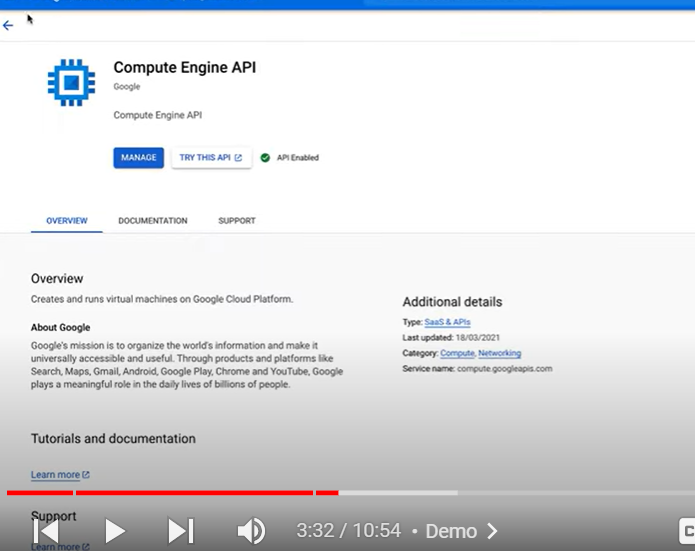 Compute Engine API
Google
Compute Engine API
MANAGE
TRY THIS API
API Enabled
OVERVIEW
DOCUMENTATION
SUPPORT
Overview
Creates and runs virtual machines on Google Cloud Platform.
About Google
Google's mission is to organize the world's information and make it
universally accessible and useful. Through products and platforms like
Search, Maps, Gmail, Android, Google Play, Chrome and YouTube, Google
plays a meaningful role in the daily lives of billions of people.
Additional details
Type: SaaS & APIs
Last updated: 18/03/2021
Category: Compute, Networking
Service name: compute.googleapis.com
Tutorials and documentation
Learn more
Support
Learn more
3:32 / 10:54 • Demo